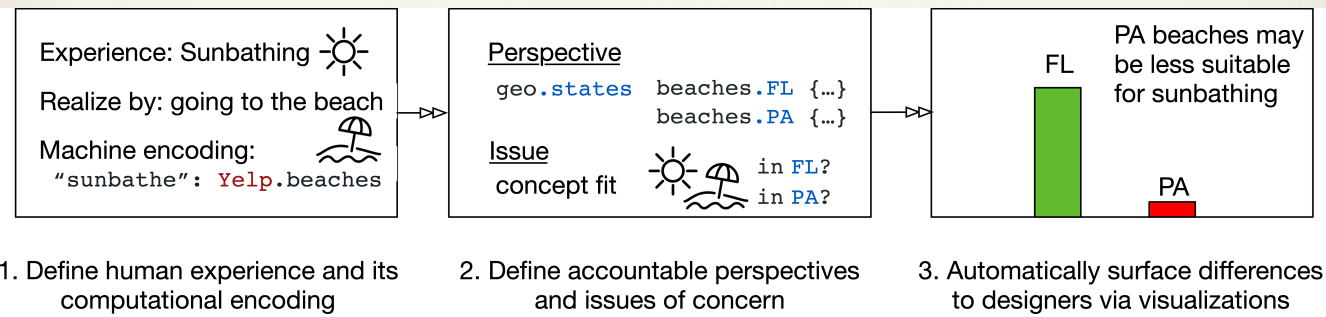 Experience: Sunbathing
Realize by: going to the beach
Machine encoding:
“sunbathe”: Yelp.beaches
1. Define human experience and its
computational encoding
Perspective
geo.states beaches.FL {…}
beaches.PA {…}
Issue
concept fit
in FL?
in PA?
2. Define accountable perspectives
and issues of concern
FL
PA
PA beaches may
be less suitable
for sunbathing
3. Automatically surface differences
to designers via visualizations